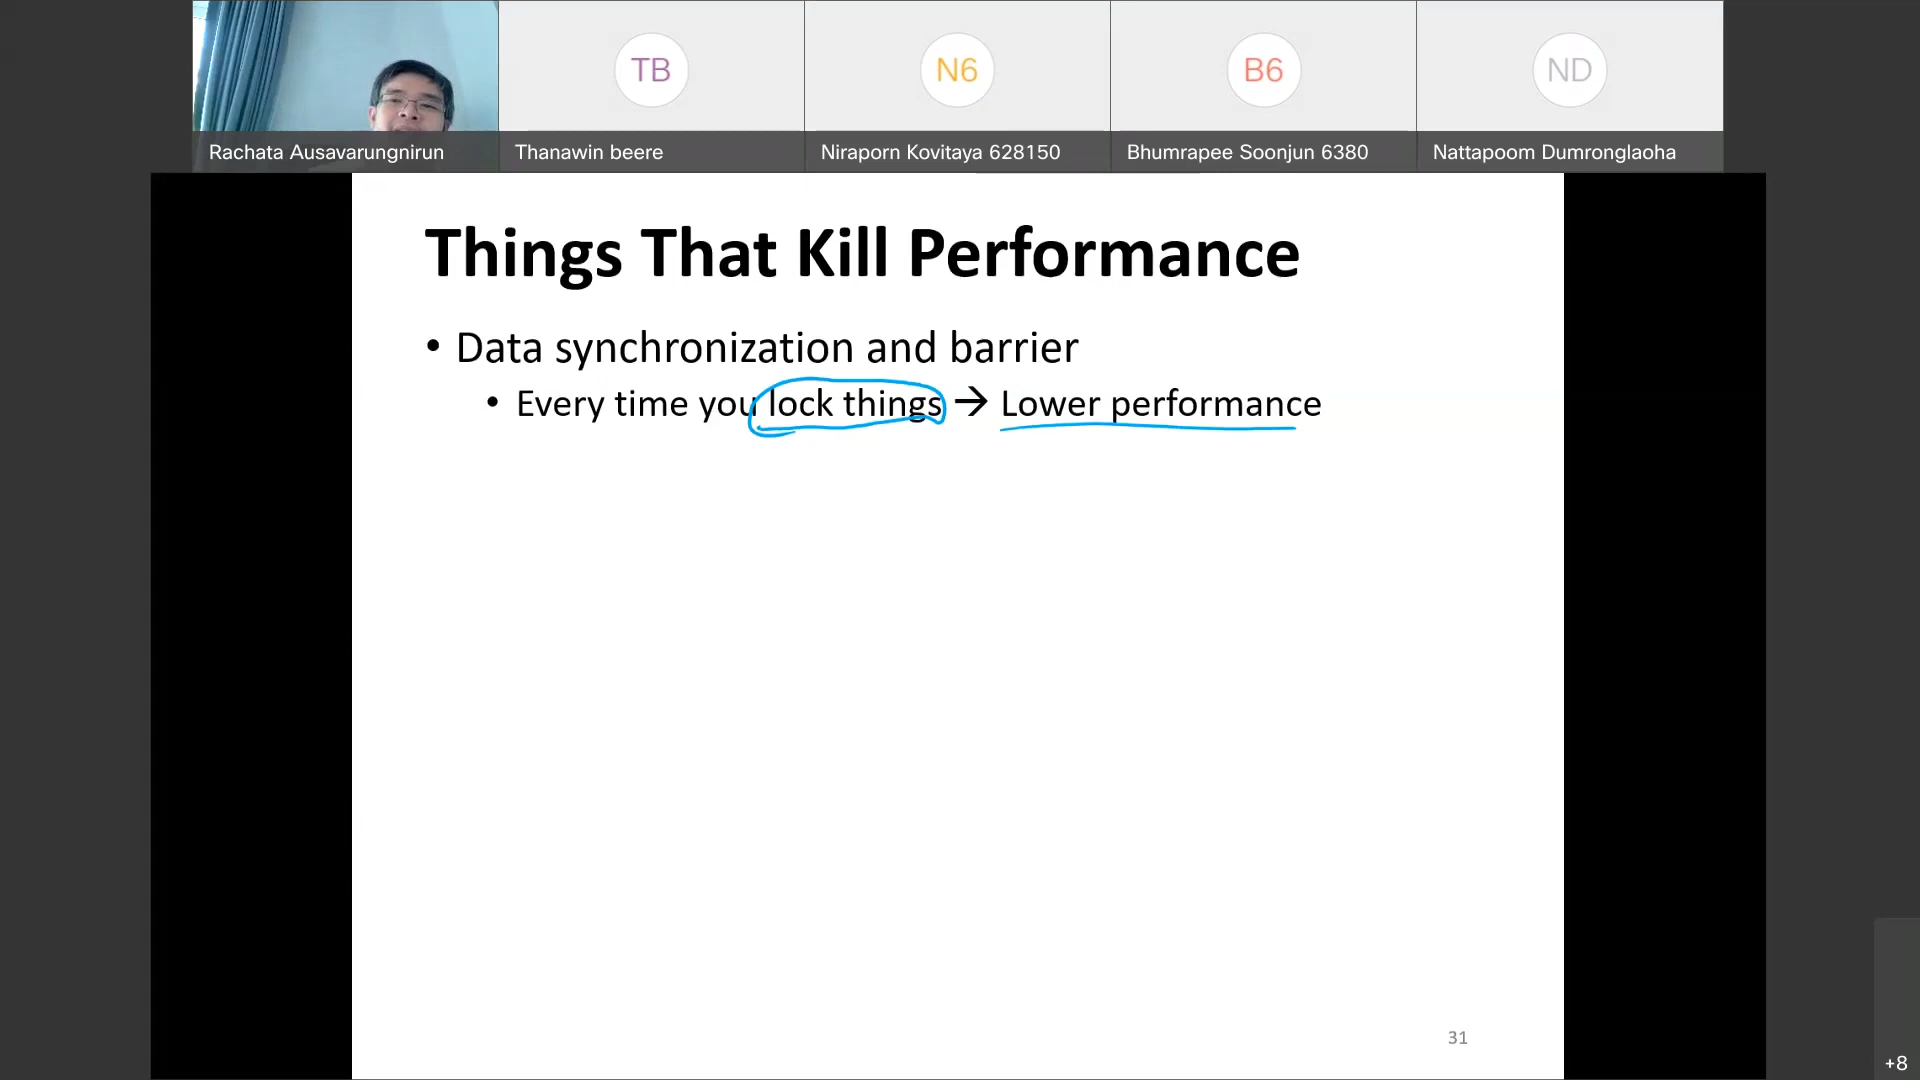 TB
N6
B6
ND
Rachata Ausavarungnirun
Thanawin beere
Niraporn Kovitaya 628150
Bhumrapee Soonjun 6380
Nattapoom Dumronglaoha
Things That Kill Performance
• Data synchronization and barrier
• Every time you lock things → Lower performance
31
+8